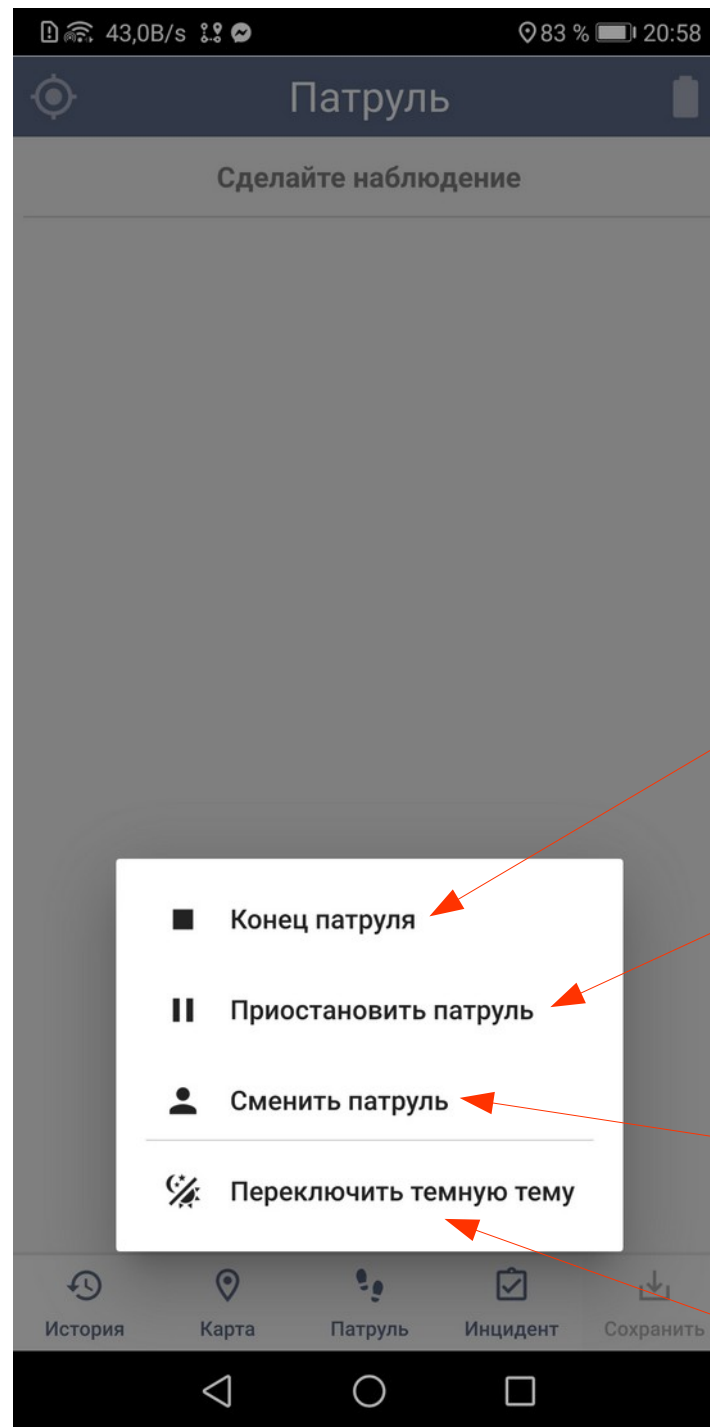 43,0B/s 83 % 20:58
Патруль
Сделайте наблюдение
Конец патруля
Приостановить патруль
Сменить патруль
Переключить темную тему
История Карта Патруль Инцидент Сохранить